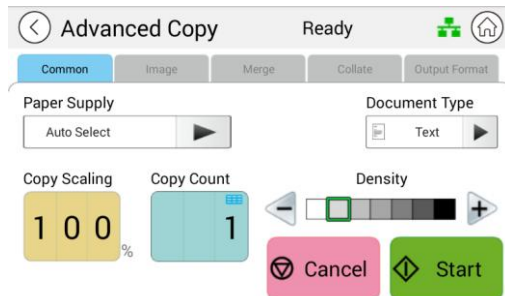 Advanced Copy Ready
Common Image Merge Collate Output Format
Paper Supply Document Type
Auto Select Text
Copy Scaling Copy Count Density
100 % 1
Cancel Start